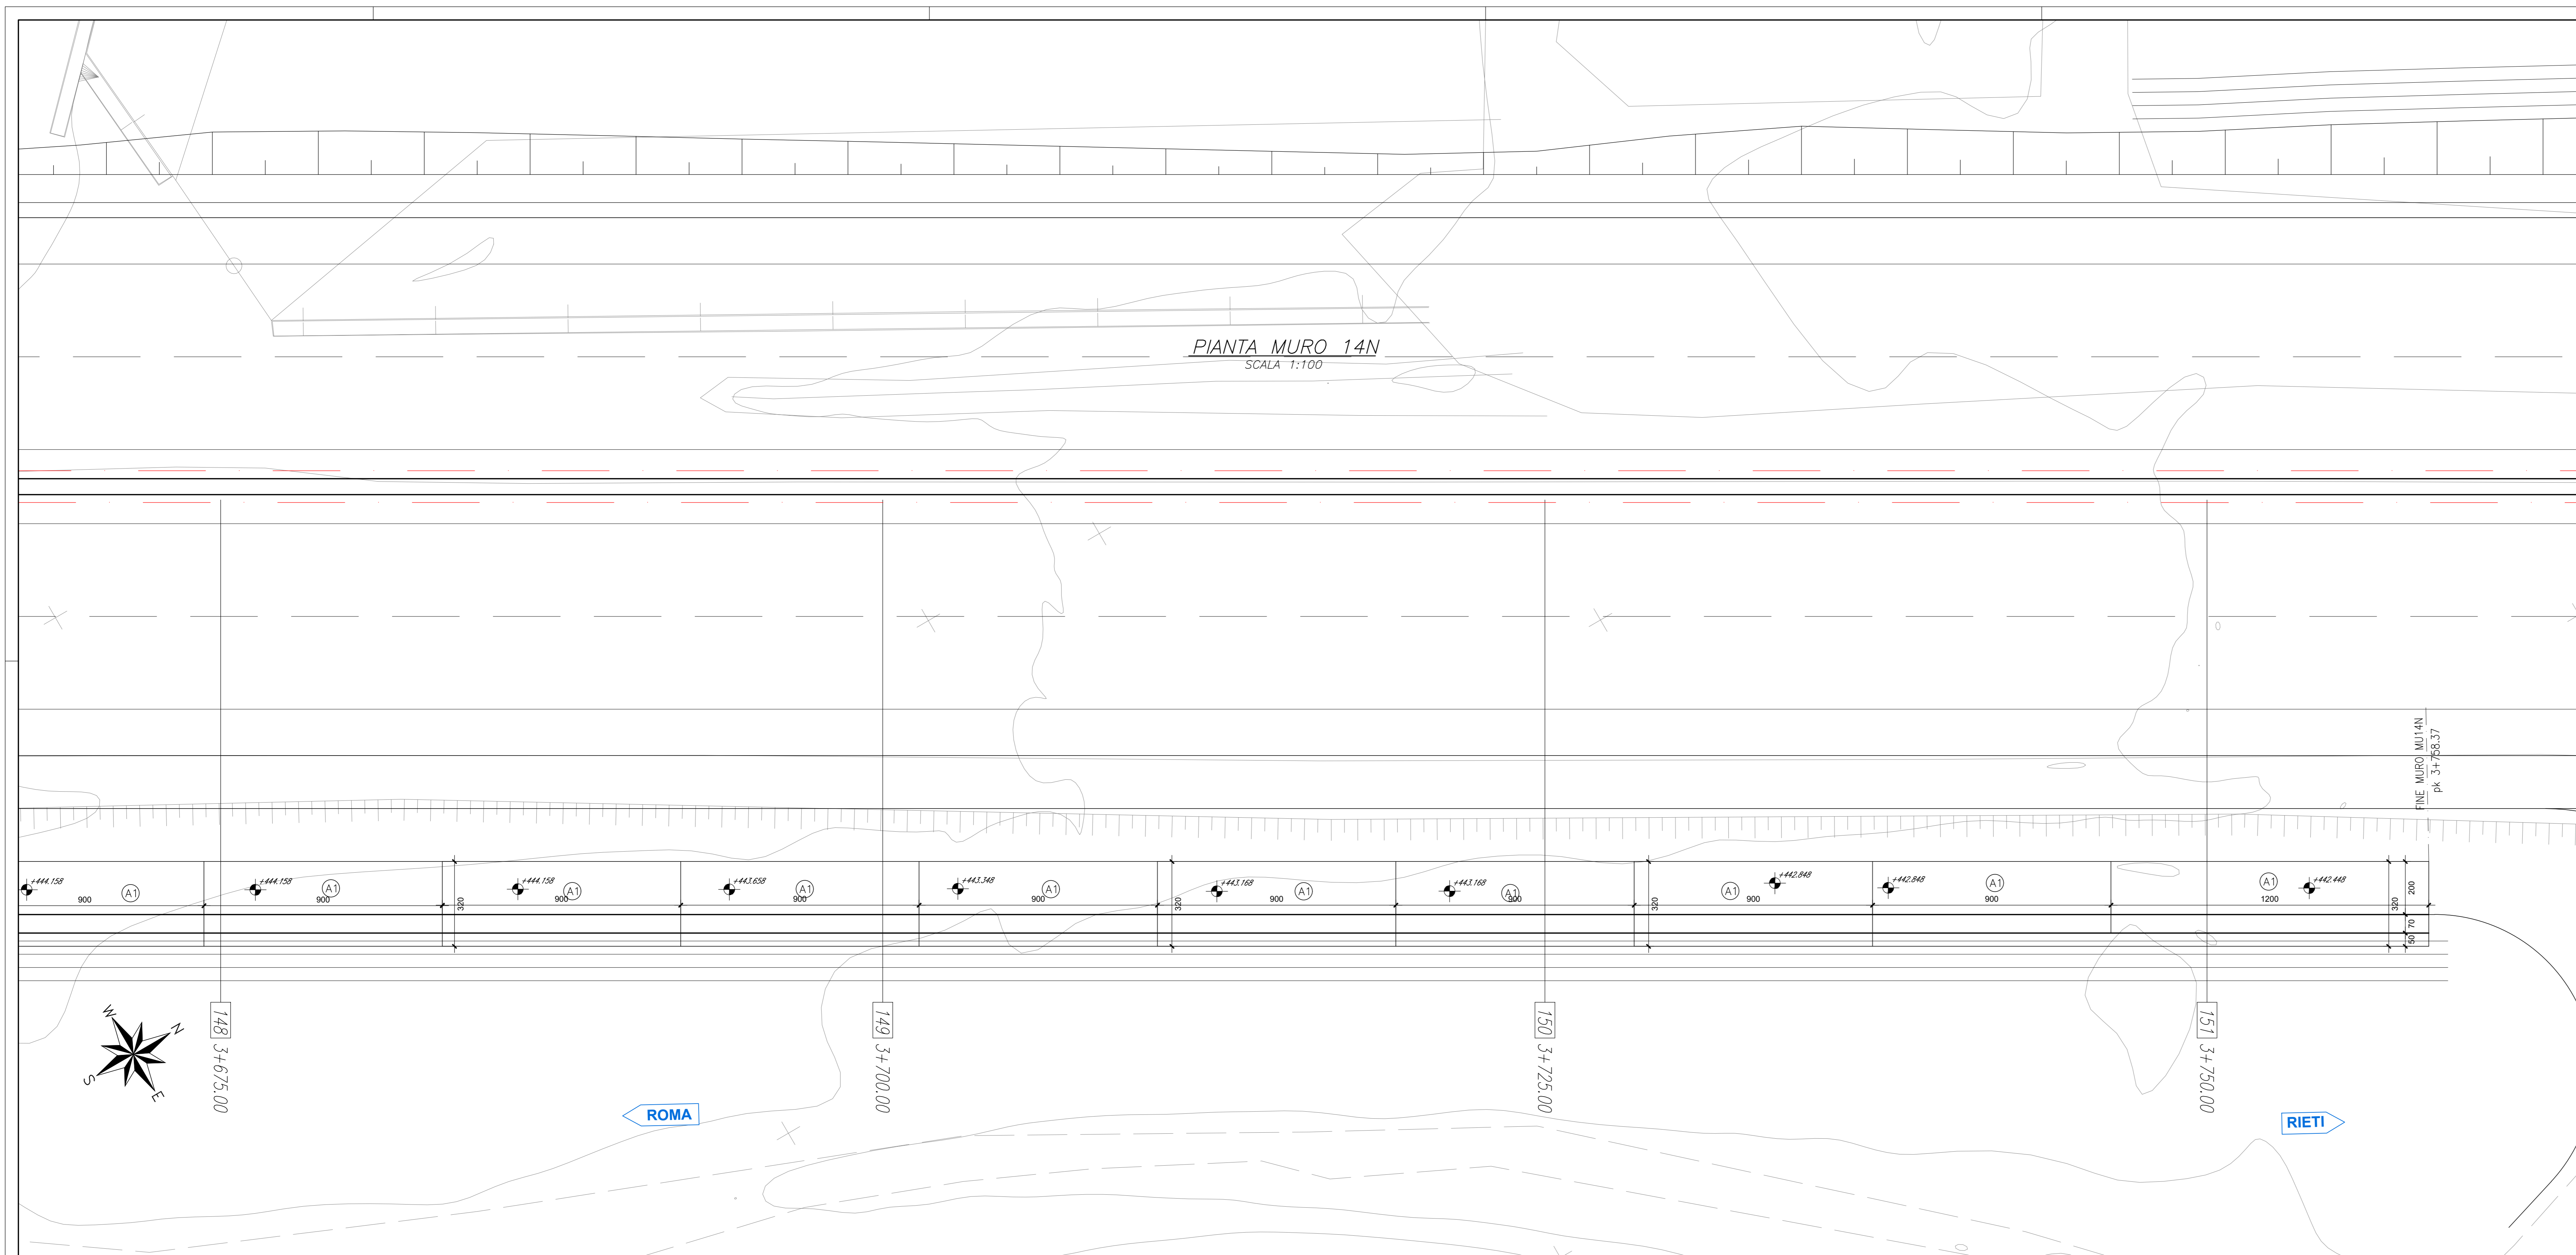 PIANTA MURO 14N
SCALA 1:100
FINE MURO MU14N
pk 3+758.37
+444.158
A1
900
+444.158
A1
900
320
+444.158
A1
900
+443.658
A1
900
+443.348
A1
900
320
+443.168
A1
900
+443.168
A1
900
320
A1
+442.848
900
+442.848
A1
900
A1
+442.448
1200
320
200
70
50
W
N
S
E
148
3+675.00
149
3+700.00
150
3+725.00
151
3+750.00
ROMA
RIETI